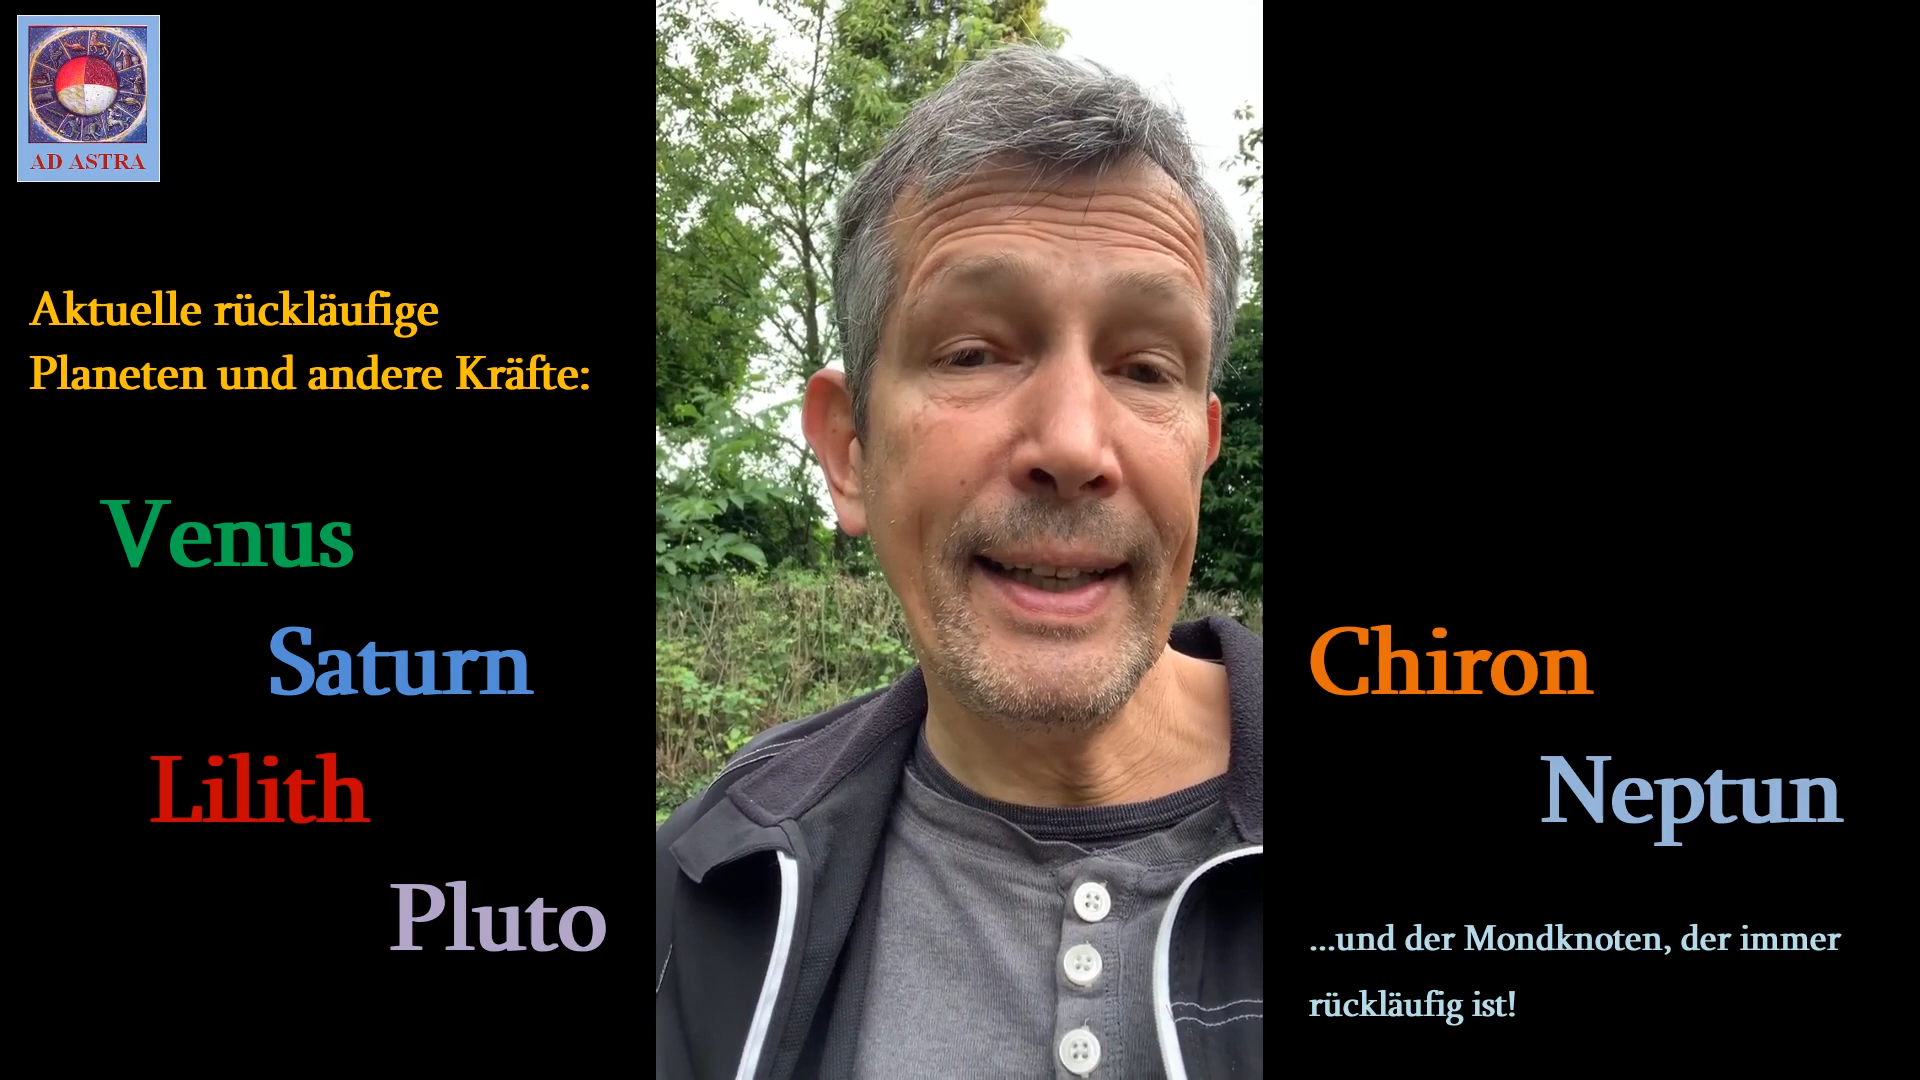 AD ASTRA
Aktuelle rückläufige
Planeten und andere Kräfte:
Venus
Saturn
Lilith
Pluto
Chiron
Neptun
...und der Mondknoten, der immer
rückläufig ist!